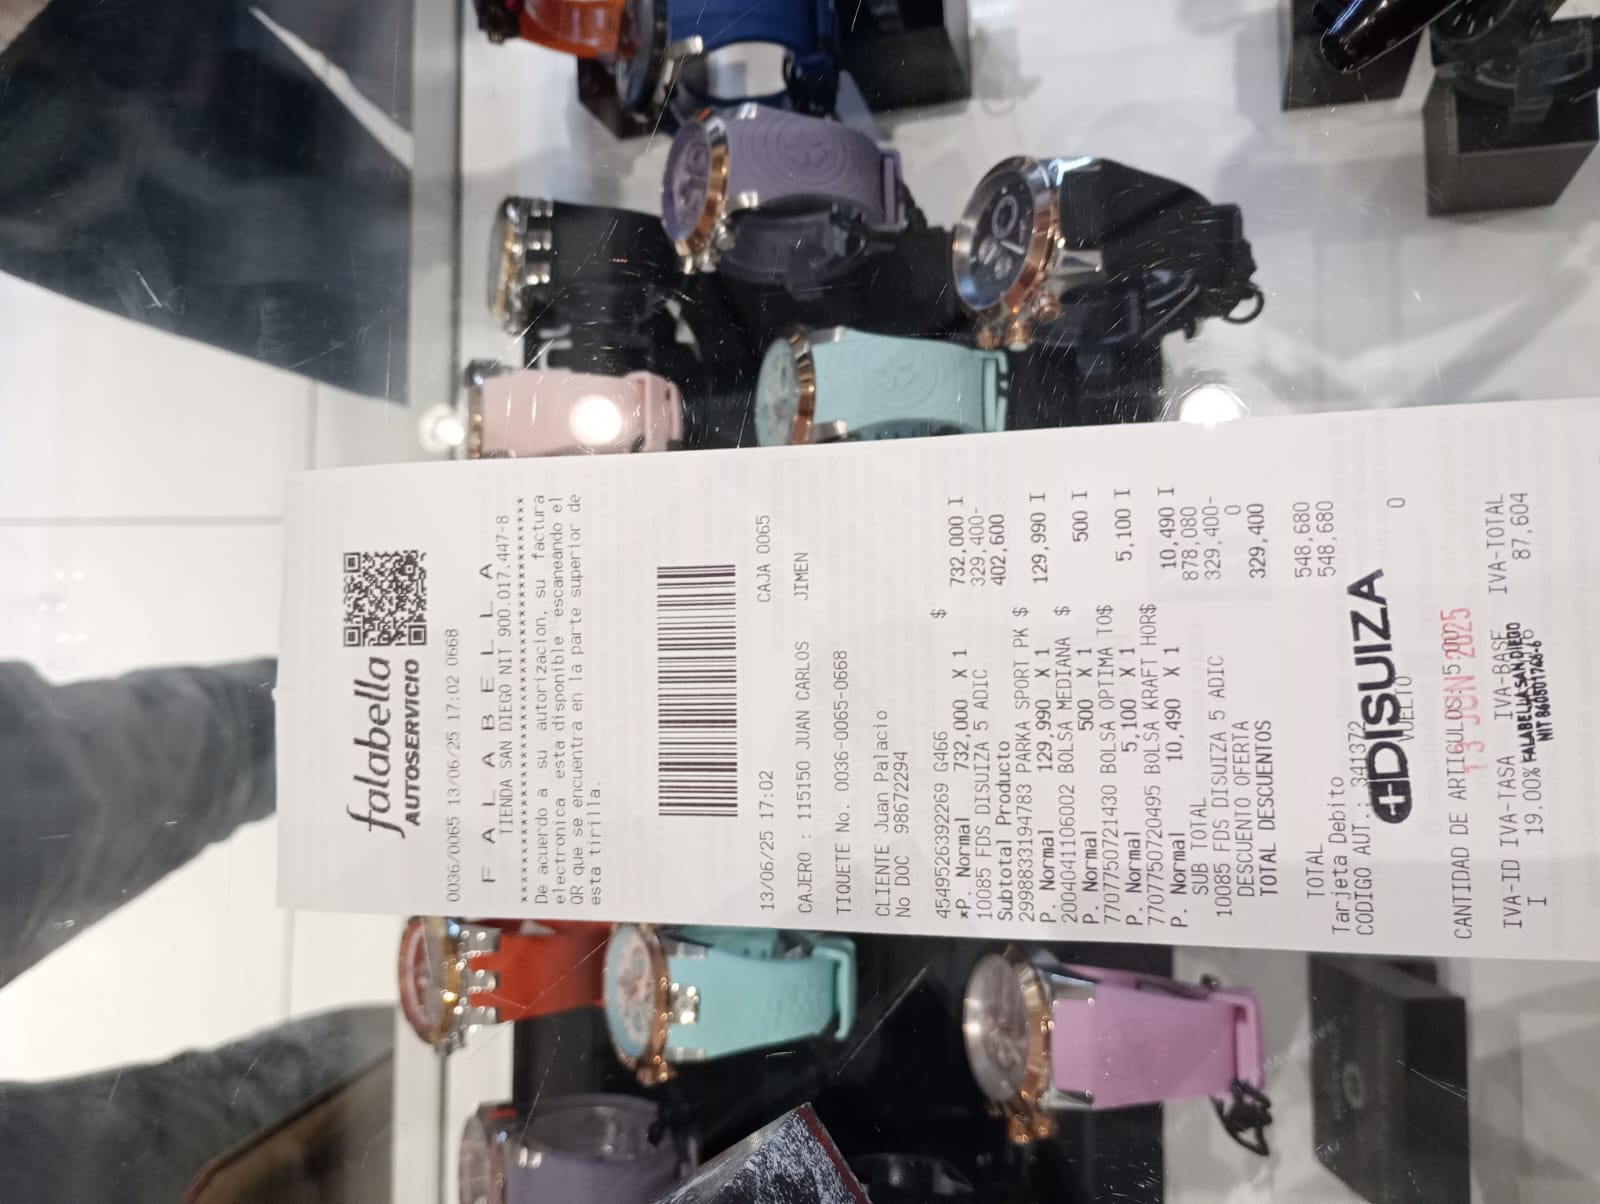 falabella
AUTOSERVICIO
0036/0065 13/06/25 17:02 0668
F A L A B E L L A
TIENDA SAN DIEGO NIT 900.017.447-8
De acuerdo a su autorizacion, su factura
electronica esta disponible escaneando el
QR que se encuentra en la parte superior de
esta tirilla.
13/06/25 17:02 CAJA 0065
CAJERO : 115150 JUAN CARLOS JIMEN
TIQUETE No. 0036-0065-0668
CLIENTE Juan Palacio
No DOC 98672294
4549526392269 G466 $
*P. Normal 732,000 X 1 732,000 I
10085 FDS DISUIZA 5 ADIC 329,400-
Subtotal Producto 402,600
2998833194783 PARKA SPORT PK $
P. Normal 129,990 X 1 129,990 I
2004041106002 BOLSA MEDIANA $
P. Normal 500 X 1 500 I
7707750721430 BOLSA OPTIMA TO$
P. Normal 5,100 X 1 5,100 I
7707750720495 BOLSA KRAFT HOR$
P. Normal 10,490 X 1 10,490 I
SUB TOTAL 878,080
10085 FDS DISUIZA 5 ADIC 329,400-
DESCUENTO OFERTA 0
TOTAL DESCUENTOS 329,400
TOTAL 548,680
Tarjeta Debito 548,680
CODIGO AUT.: 341372
DISUIZA
VUELTO 0
CANTIDAD DE ARTICULOS: 5
13 JUN 2025
IVA-ID IVA-TASA IVA-BASE IVA-TOTAL
FALABELLA SAN DIEGO
I 19.00% 87,604